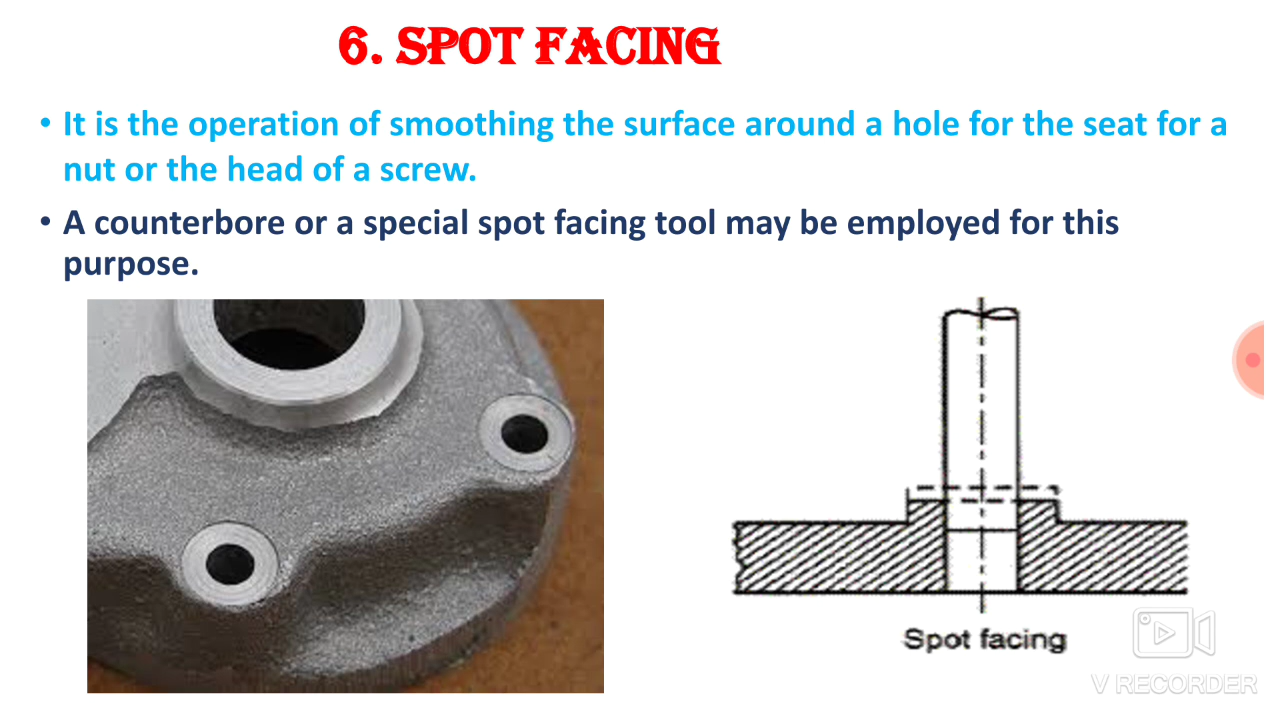 6. SPOT FACING
• It is the operation of smoothing the surface around a hole for the seat for a
nut or the head of a screw.
• A counterbore or a special spot facing tool may be employed for this
purpose.
Spot facing
V RECORDER